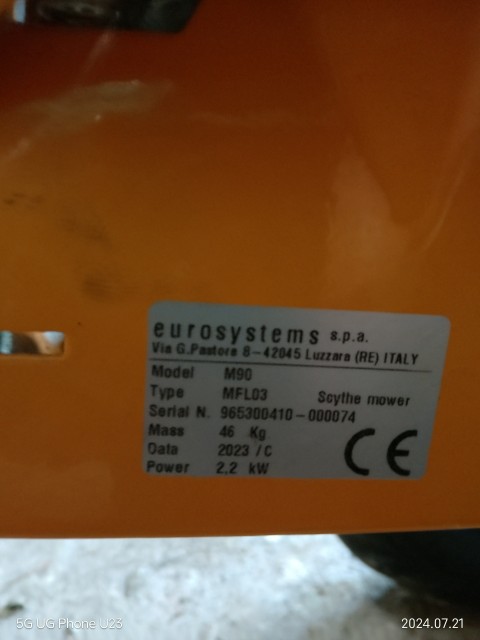 eurosystems s.p.a.
Via G.Pastore 8-42045 Luzzara (RE) ITALY
Model M90
Type MFL03 Scythe mower
Serial N. 965300410-000074
Mass 46 Kg
Data 2023 /C
Power 2,2 kW
CE
5G.UG Phone U23 2024.07.21